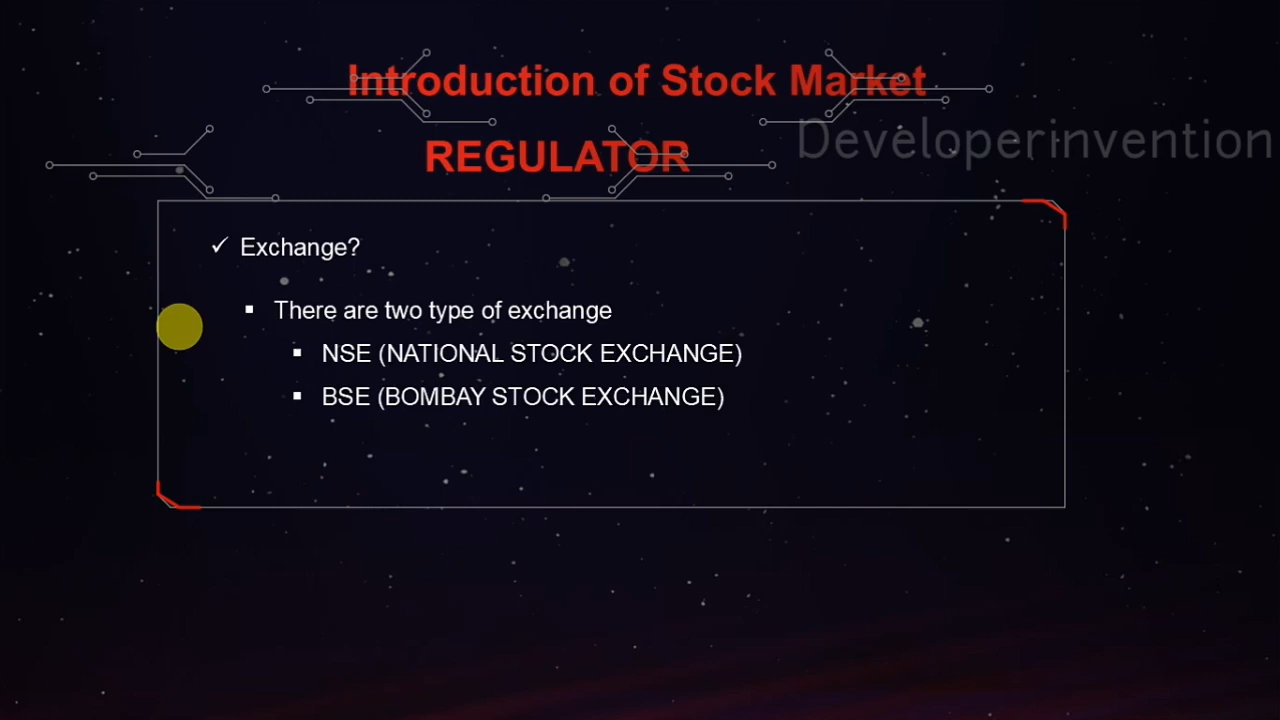 Introduction of Stock Market
REGULATOR
Developerinvention
✓ Exchange?
▪ There are two type of exchange
▪ NSE (NATIONAL STOCK EXCHANGE)
▪ BSE (BOMBAY STOCK EXCHANGE)